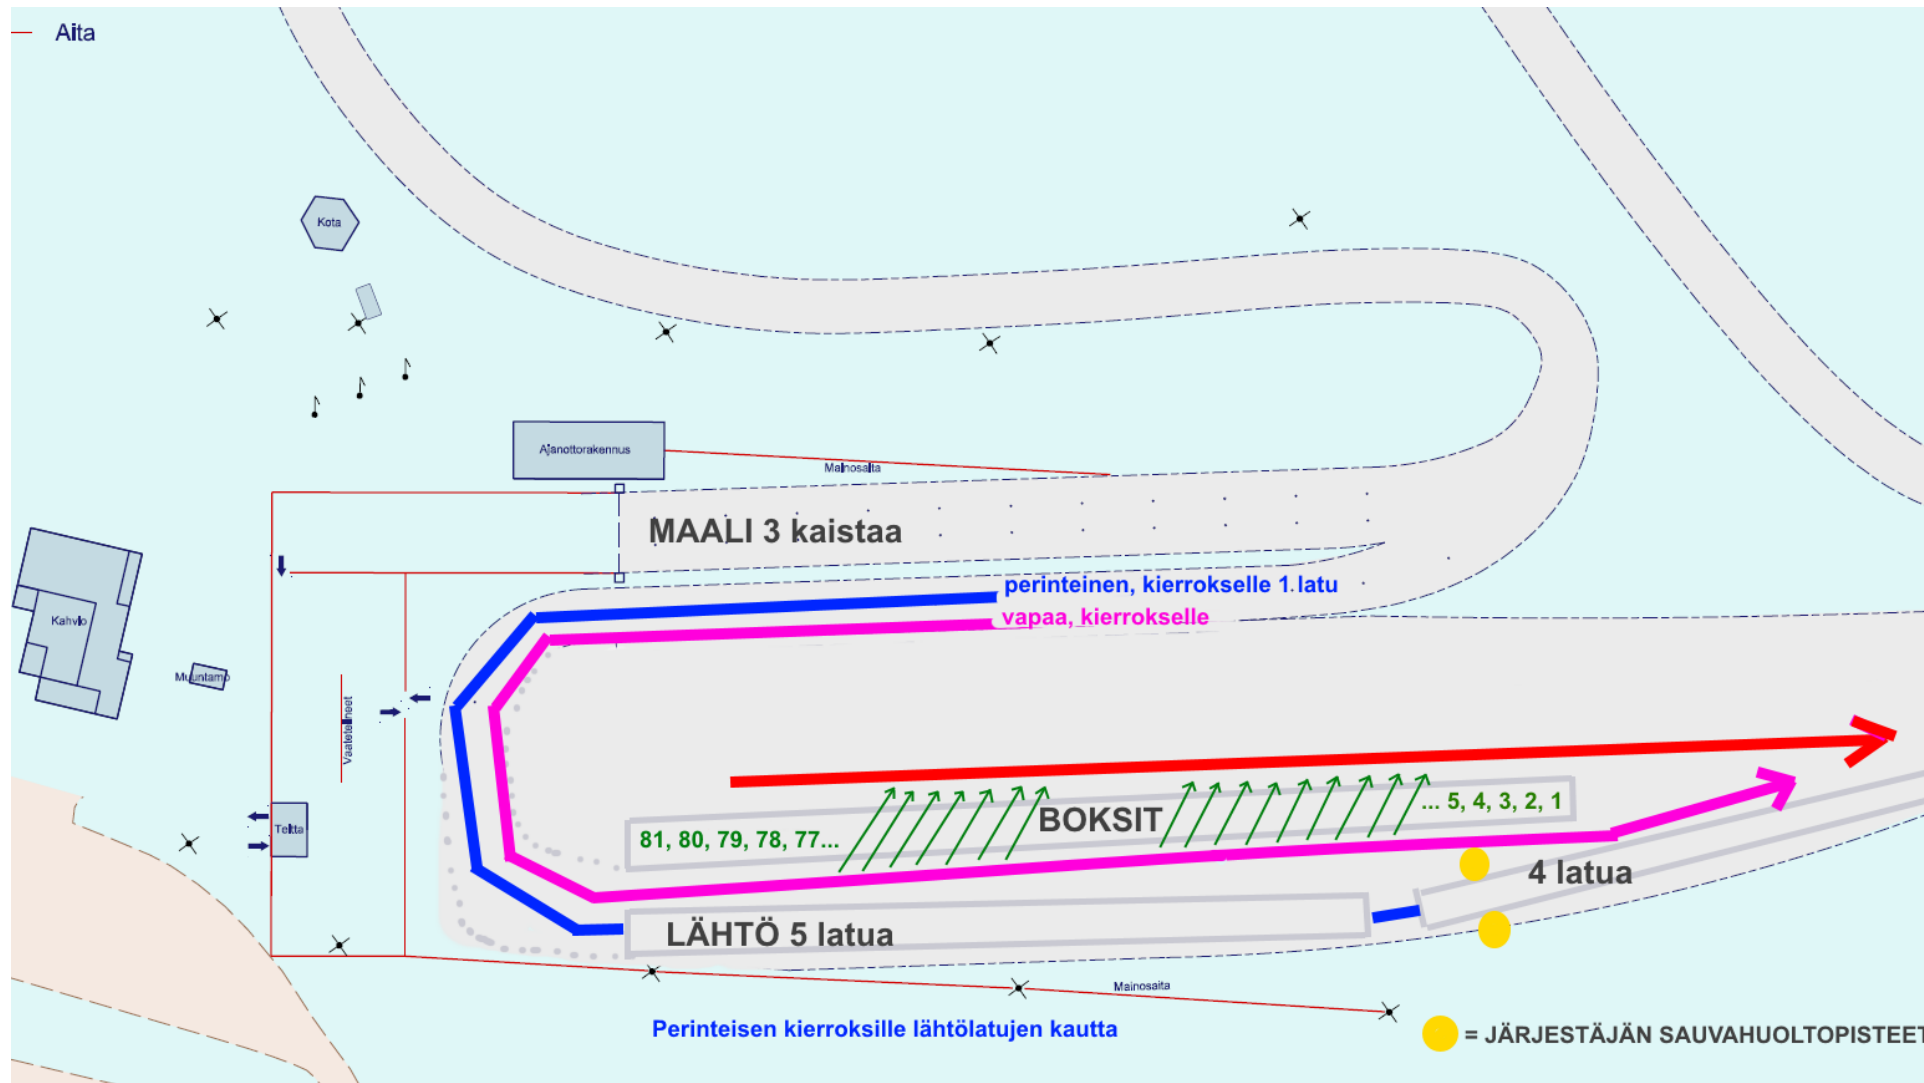 Aita
Kota
Ajanottorakennus
Mainosaita
MAALI 3 kaistaa
perinteinen, kierrokselle 1.latu
vapaa, kierrokselle
Kahvio
Muuntamo
Vaatetelineet
... 5, 4, 3, 2, 1
BOKSIT
81, 80, 79, 78, 77...
Teltta
4 latua
LÄHTÖ 5 latua
Mainosaita
Perinteisen kierroksille lähtölatujen kautta
= JÄRJESTÄJÄN SAUVAHUOLTOPISTEET